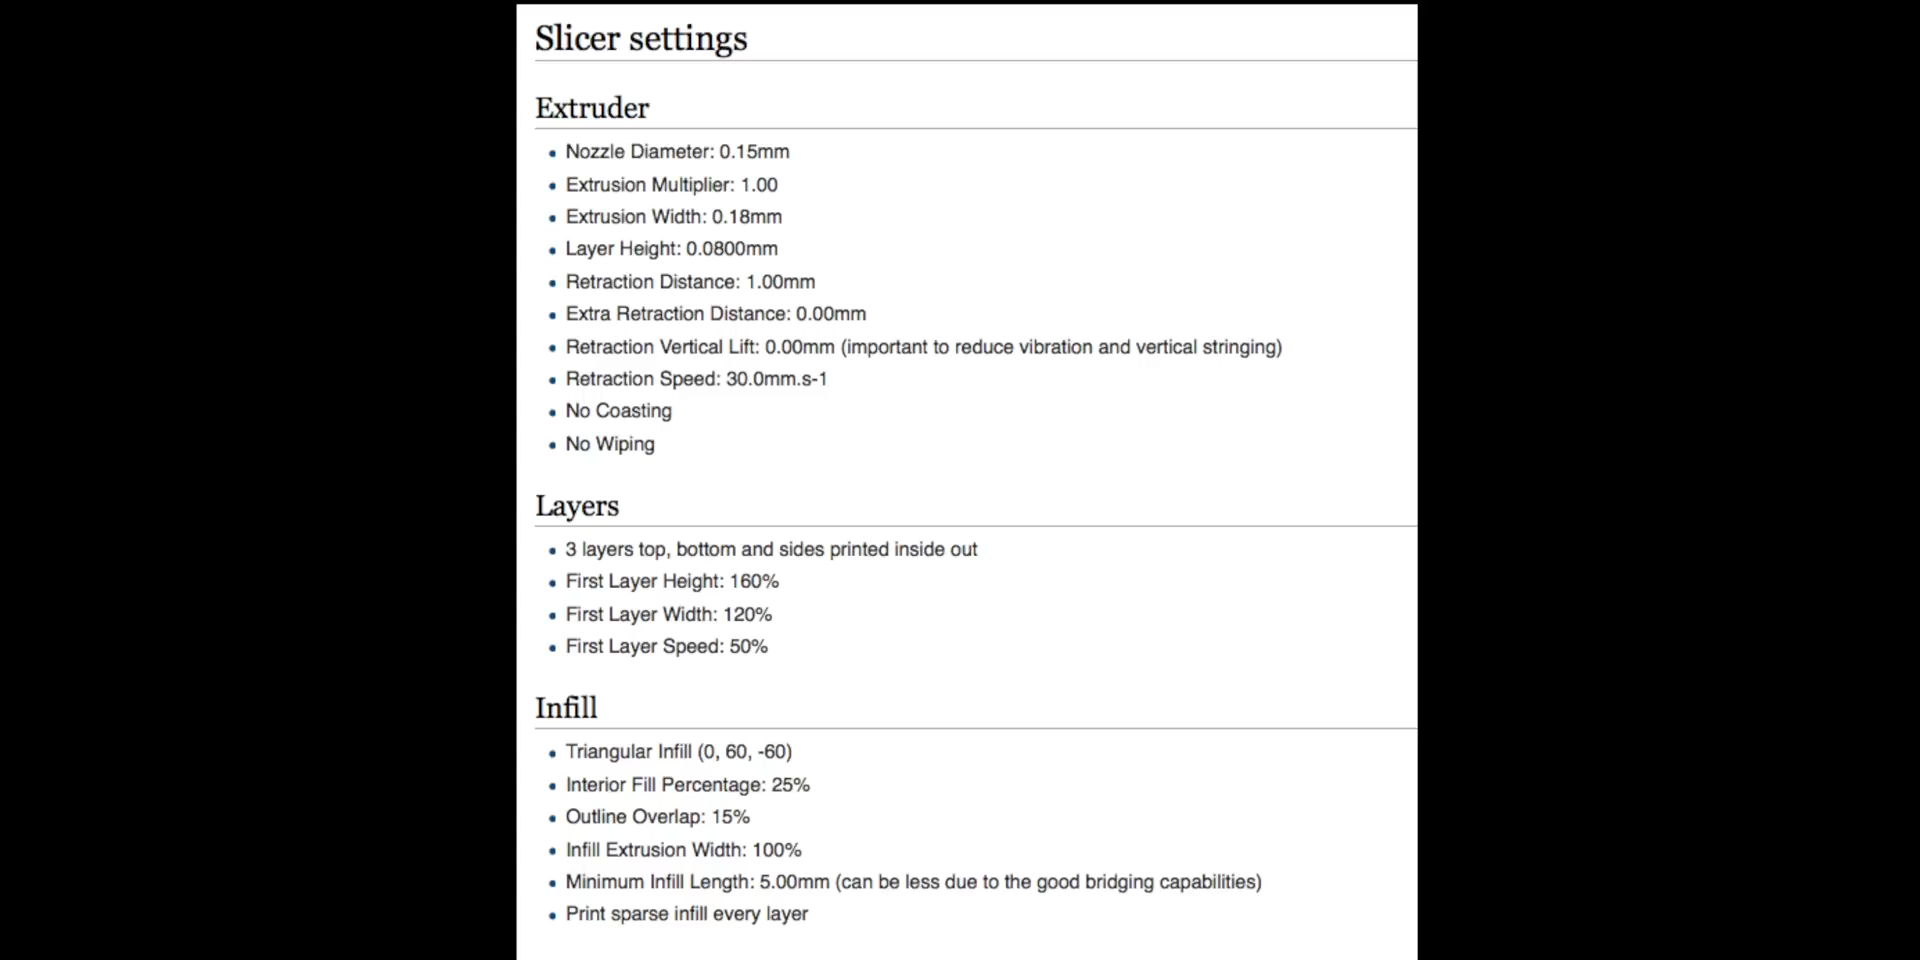 Slicer settings
Extruder
Nozzle Diameter: 0.15mm
Extrusion Multiplier: 1.00
Extrusion Width: 0.18mm
Layer Height: 0.0800mm
Retraction Distance: 1.00mm
Extra Retraction Distance: 0.00mm
Retraction Vertical Lift: 0.00mm (important to reduce vibration and vertical stringing)
Retraction Speed: 30.0mm.s-1
No Coasting
No Wiping
Layers
3 layers top, bottom and sides printed inside out
First Layer Height: 160%
First Layer Width: 120%
First Layer Speed: 50%
Infill
Triangular Infill (0, 60, -60)
Interior Fill Percentage: 25%
Outline Overlap: 15%
Infill Extrusion Width: 100%
Minimum Infill Length: 5.00mm (can be less due to the good bridging capabilities)
Print sparse infill every layer